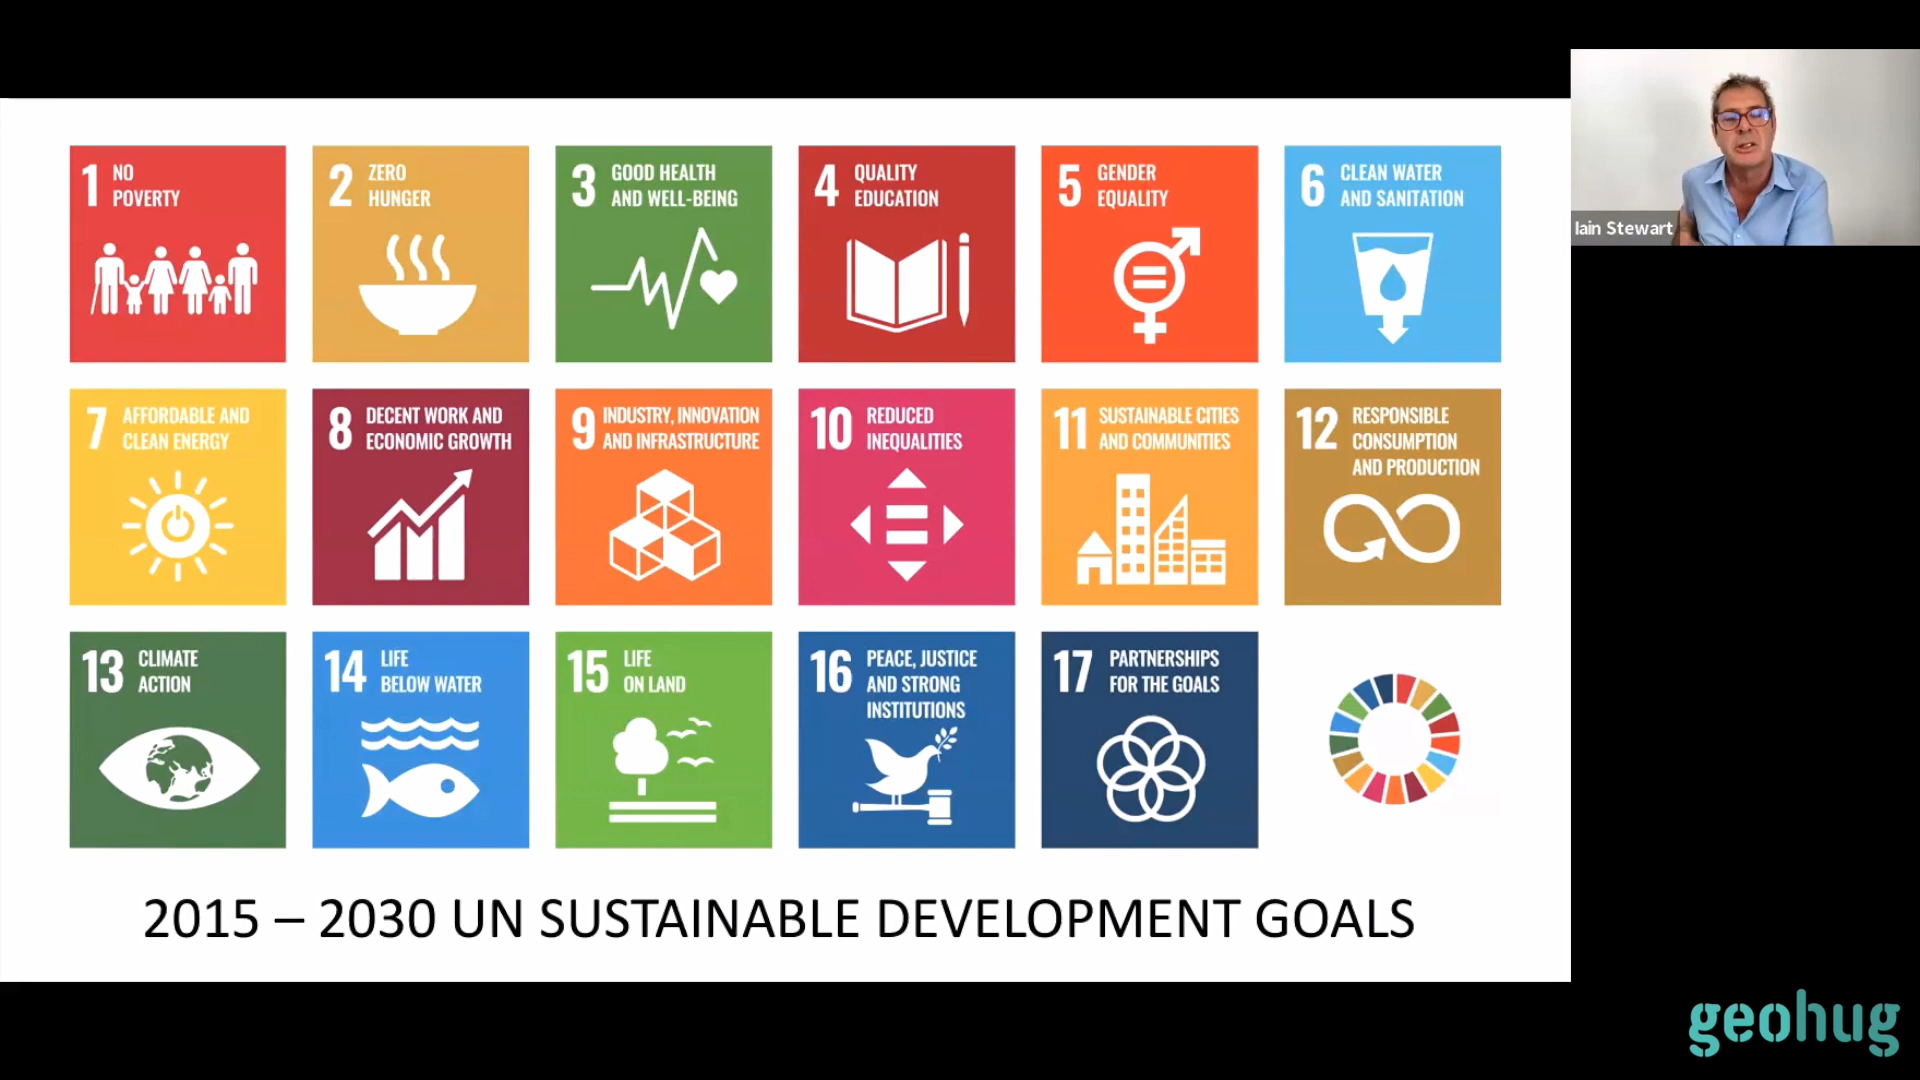 1 NO
POVERTY
2 ZERO
HUNGER
3 GOOD HEALTH
AND WELL-BEING
4 QUALITY
EDUCATION
5 GENDER
EQUALITY
6 CLEAN WATER
AND SANITATION
7 AFFORDABLE AND
CLEAN ENERGY
8 DECENT WORK AND
ECONOMIC GROWTH
9 INDUSTRY, INNOVATION
AND INFRASTRUCTURE
10 REDUCED
INEQUALITIES
11 SUSTAINABLE CITIES
AND COMMUNITIES
12 RESPONSIBLE
CONSUMPTION
AND PRODUCTION
13 CLIMATE
ACTION
14 LIFE
BELOW WATER
15 LIFE
ON LAND
16 PEACE, JUSTICE
AND STRONG
INSTITUTIONS
17 PARTNERSHIPS
FOR THE GOALS
2015 – 2030 UN SUSTAINABLE DEVELOPMENT GOALS
Iain Stewart
geohug